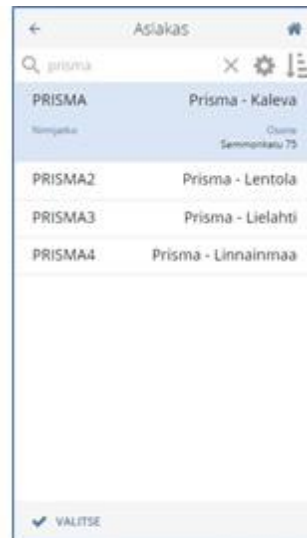 Asiakas
prisma
PRISMA Prisma - Kaleva
Nimijatko Osoite
Sammonkatu 75
PRISMA2 Prisma - Lentola
PRISMA3 Prisma - Lielahti
PRISMA4 Prisma - Linnainmaa
VALITSE